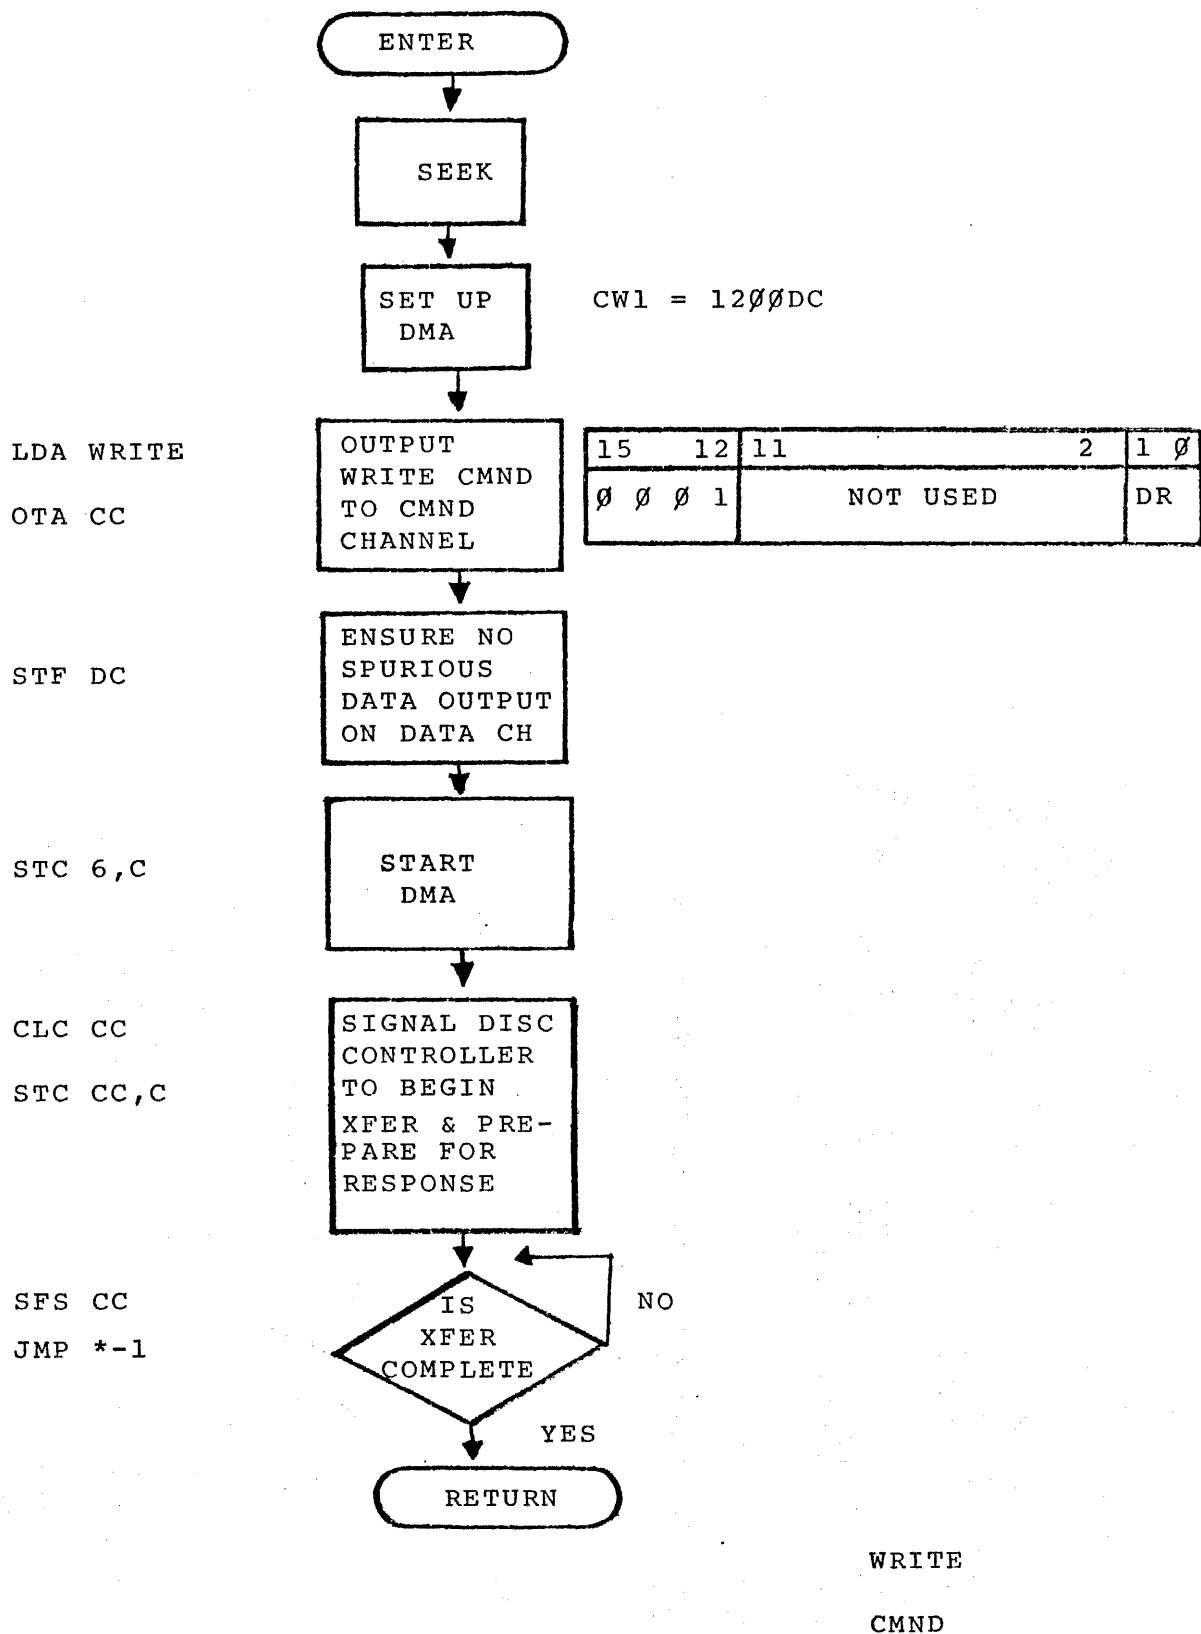 ENTER
SEEK
SET UP
DMA
CW1 = 12ØØDC
LDA WRITE
OTA CC
OUTPUT
WRITE CMND
TO CMND
CHANNEL
15 12 11 2 1 Ø
Ø Ø Ø 1 NOT USED DR
STF DC
ENSURE NO
SPURIOUS
DATA OUTPUT
ON DATA CH
STC 6,C
START
DMA
CLC CC
STC CC,C
SIGNAL DISC
CONTROLLER
TO BEGIN
XFER & PRE-
PARE FOR
RESPONSE
SFS CC
JMP *-1
IS
XFER
COMPLETE
NO
YES
RETURN
WRITE
CMND